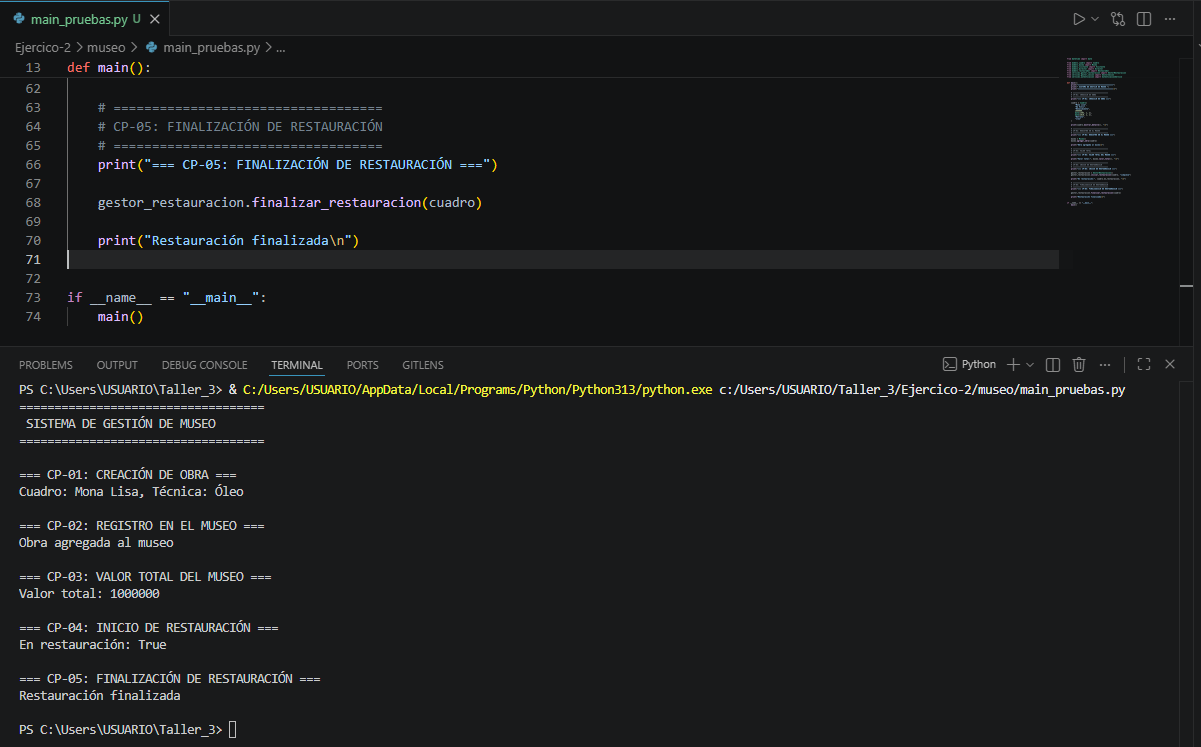 main_pruebas.py U
Ejercico-2 > museo > main_pruebas.py > ...
13 def main():
62
63 # ===================================
64 # CP-05: FINALIZACIÓN DE RESTAURACIÓN
65 # ===================================
66 print("=== CP-05: FINALIZACIÓN DE RESTAURACIÓN ===")
67
68 gestor_restauracion.finalizar_restauracion(cuadro)
69
70 print("Restauración finalizada\n")
71
72
73 if __name__ == "__main__":
74 main()
PROBLEMS OUTPUT DEBUG CONSOLE TERMINAL PORTS GITLENS Python
PS C:\Users\USUARIO\Taller_3> & C:/Users/USUARIO/AppData/Local/Programs/Python/Python313/python.exe c:/Users/USUARIO/Taller_3/Ejercico-2/museo/main_pruebas.py
===================================
SISTEMA DE GESTIÓN DE MUSEO
===================================
=== CP-01: CREACIÓN DE OBRA ===
Cuadro: Mona Lisa, Técnica: Óleo
=== CP-02: REGISTRO EN EL MUSEO ===
Obra agregada al museo
=== CP-03: VALOR TOTAL DEL MUSEO ===
Valor total: 1000000
=== CP-04: INICIO DE RESTAURACIÓN ===
En restauración: True
=== CP-05: FINALIZACIÓN DE RESTAURACIÓN ===
Restauración finalizada
PS C:\Users\USUARIO\Taller_3>